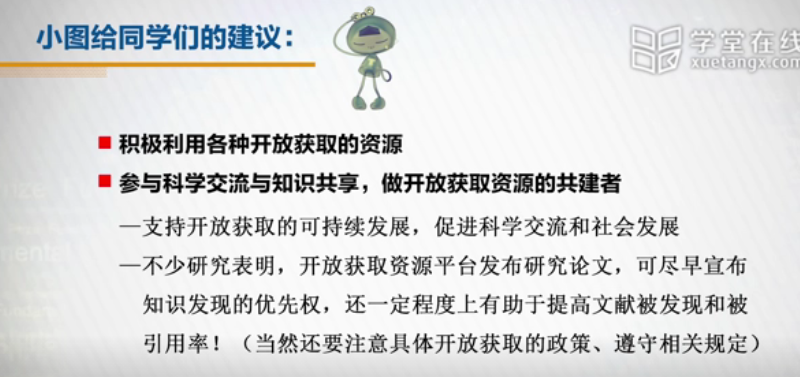 小图给同学们的建议：
学堂在线
xuetangx.com
积极利用各种开放获取的资源
参与科学交流与知识共享，做开放获取资源的共建者
—支持开放获取的可持续发展，促进科学交流和社会发展
—不少研究表明，开放获取资源平台发布研究论文，可尽早宣布
知识发现的优先权，还一定程度上有助于提高文献被发现和被
引用率！（当然还要注意具体开放获取的政策、遵守相关规定）